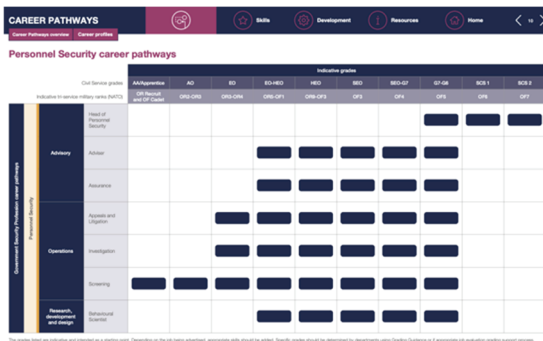 CAREER PATHWAYS
Skills
Development
Resources
Home
10
Career Pathways overview
Career profiles
Personnel Security career pathways
Indicative grades
Civil Service grades
AA/Apprentice
AO
EO
EO-HEO
HEO
SEO
SEO-G7
G7-G6
SCS 1
SCS 2
Indicative in-service military ranks (NATO)
OR Recruit
and OF Cadet
OR2-OR3
OR3-OR4
OF3
OF4
OF5
OF6
OF7
Government Security Profession career pathways
Personnel Security
Advisory
Head of
Personnel
Security
Adviser
Assurance
Operations
Appeals and
Litigation
Investigation
Screening
Research,
development
and design
Behavioural
Scientist